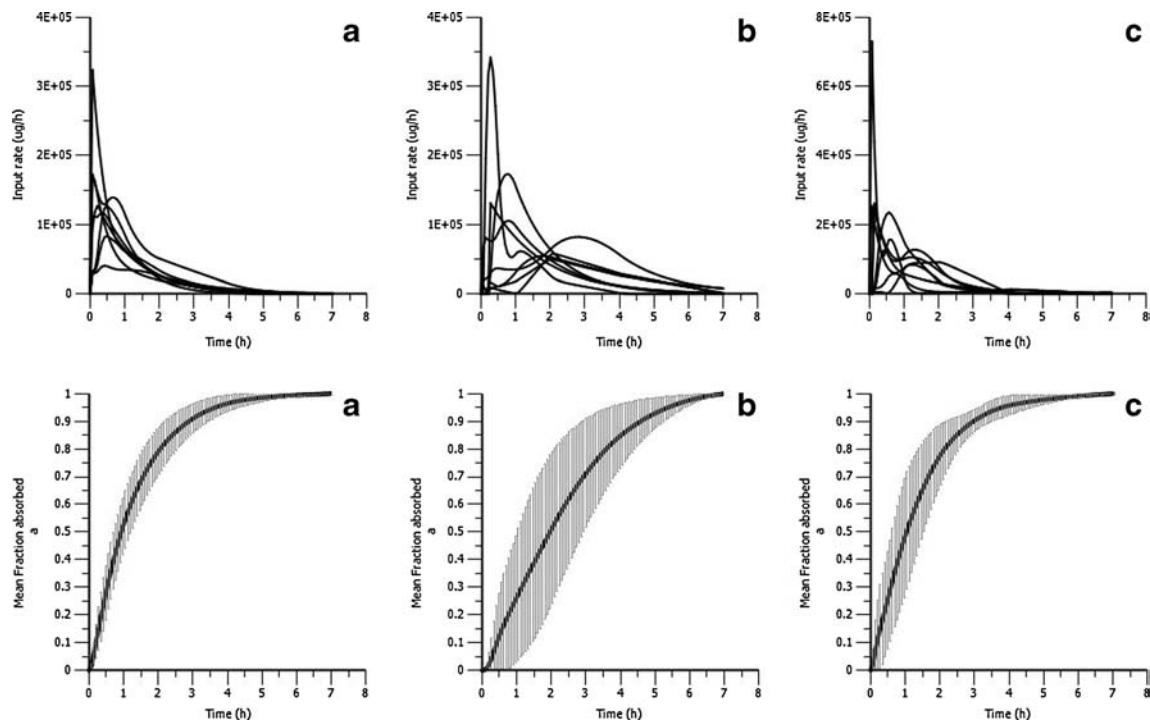 a
4E+05
3E+05
2E+05
1E+05
0
Input rate (ug/h)
0 1 2 3 4 5 6 7 8
Time (h)
b
4E+05
3E+05
2E+05
1E+05
0
Input rate (ug/h)
0 1 2 3 4 5 6 7 8
Time (h)
c
8E+05
6E+05
4E+05
2E+05
0
Input rate (ug/h)
0 1 2 3 4 5 6 7 8
Time (h)
a
1
0.9
0.8
0.7
0.6
0.5
0.4
0.3
0.2
0.1
0
Mean Fraction absorbed
a
0 1 2 3 4 5 6 7 8
Time (h)
b
1
0.9
0.8
0.7
0.6
0.5
0.4
0.3
0.2
0.1
0
Mean Fraction absorbed
a
0 1 2 3 4 5 6 7 8
Time (h)
c
1
0.9
0.8
0.7
0.6
0.5
0.4
0.3
0.2
0.1
0
Mean Fraction absorbed
a
0 1 2 3 4 5 6 7 8
Time (h)